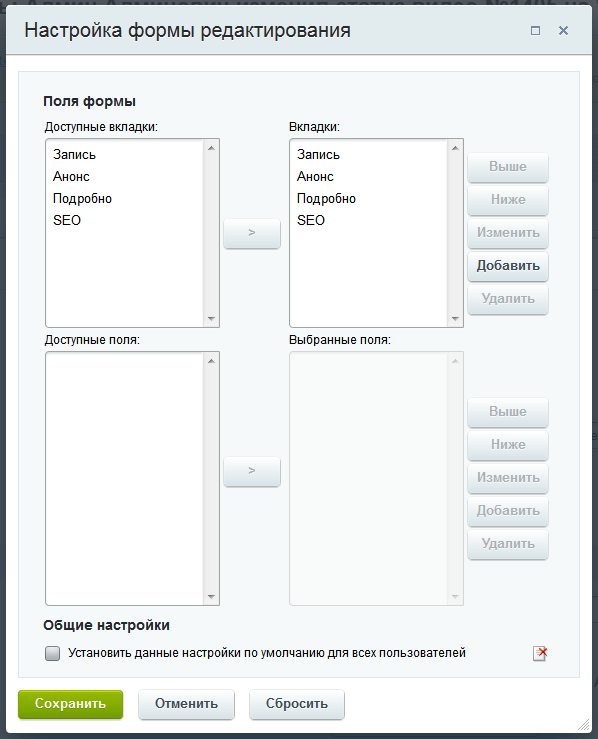 Настройка формы редактирования
Поля формы
Доступные вкладки:
Вкладки:
Запись
Анонс
Подробно
SEO
>
Запись
Анонс
Подробно
SEO
Выше
Ниже
Изменить
Добавить
Удалить
Доступные поля:
Выбранные поля:
>
Выше
Ниже
Изменить
Добавить
Удалить
Общие настройки
Установить данные настройки по умолчанию для всех пользователей
Сохранить
Отменить
Сбросить